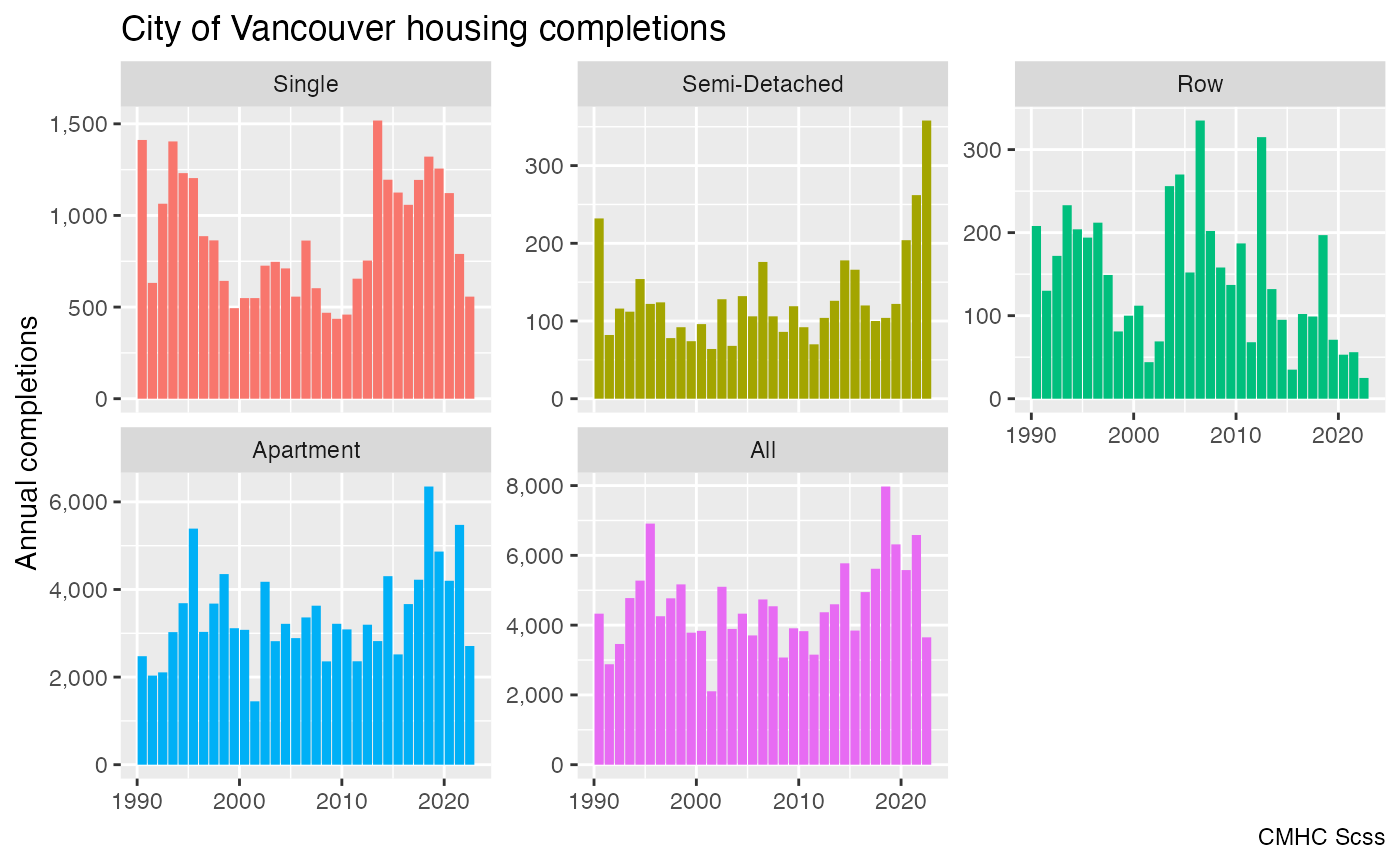 City of Vancouver housing completions
Single
Semi-Detached
Row
1,500
1,000
500
0
300
200
100
0
300
200
100
0
1990 2000 2010 2020
Annual completions
Apartment
All
6,000
4,000
2,000
0
8,000
6,000
4,000
2,000
0
1990 2000 2010 2020
1990 2000 2010 2020
CMHC Scss